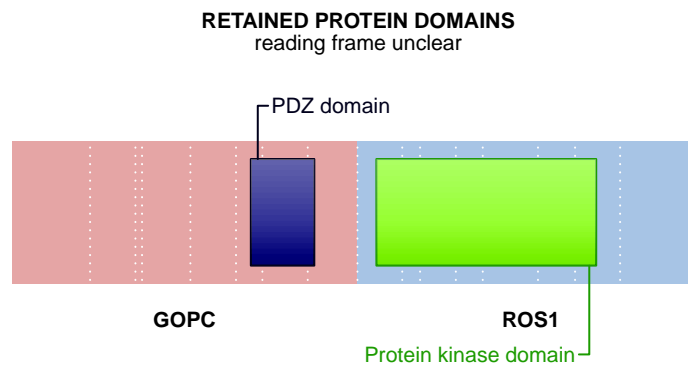 RETAINED PROTEIN DOMAINS
reading frame unclear
PDZ domain
GOPC
ROS1
Protein kinase domain